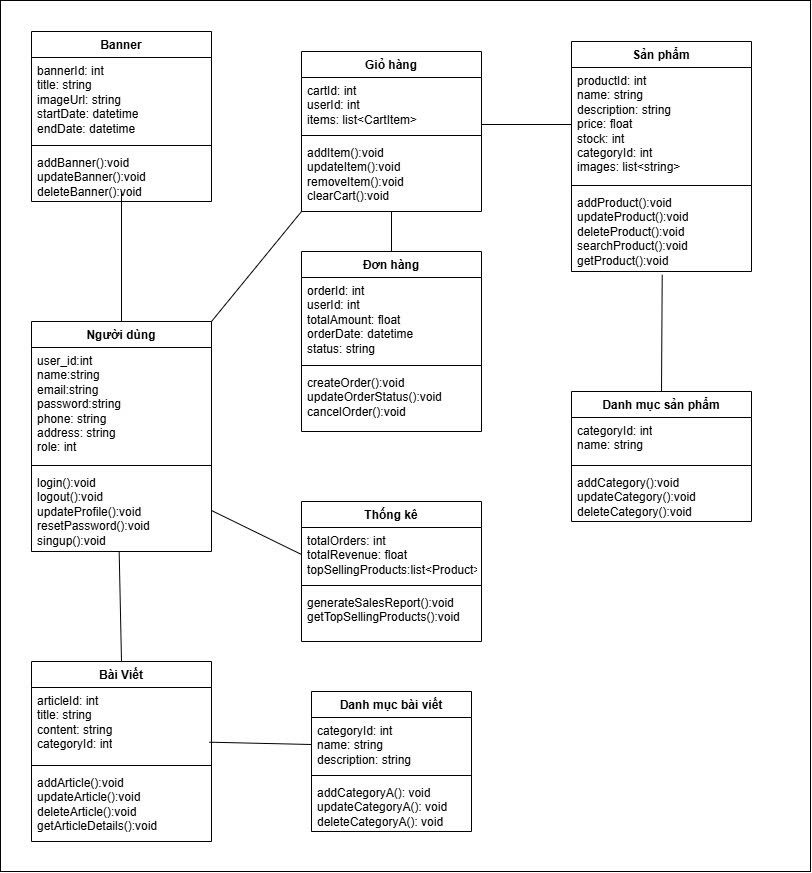 Banner
bannerId: int
title: string
imageUrl: string
startDate: datetime
endDate: datetime
addBanner():void
updateBanner():void
deleteBanner():void
Giỏ hàng
cartId: int
userId: int
items: list<CartItem>
addItem():void
updateItem():void
removeItem():void
clearCart():void
Sản phẩm
productId: int
name: string
description: string
price: float
stock: int
categoryId: int
images: list<string>
addProduct():void
updateProduct():void
deleteProduct():void
searchProduct():void
getProduct():void
Đơn hàng
orderId: int
userId: int
totalAmount: float
orderDate: datetime
status: string
createOrder():void
updateOrderStatus():void
cancelOrder():void
Người dùng
user_id:int
name:string
email:string
password:string
phone: string
address: string
role: int
login():void
logout():void
updateProfile():void
resetPassword():void
singup():void
Danh mục sản phẩm
categoryId: int
name: string
addCategory():void
updateCategory():void
deleteCategory():void
Thống kê
totalOrders: int
totalRevenue: float
topSellingProducts:list<Product>
generateSalesReport():void
getTopSellingProducts():void
Bài Viết
articleId: int
title: string
content: string
categoryId: int
addArticle():void
updateArticle():void
deleteArticle():void
getArticleDetails():void
Danh mục bài viết
categoryId: int
name: string
description: string
addCategoryA(): void
updateCategoryA(): void
deleteCategoryA(): void